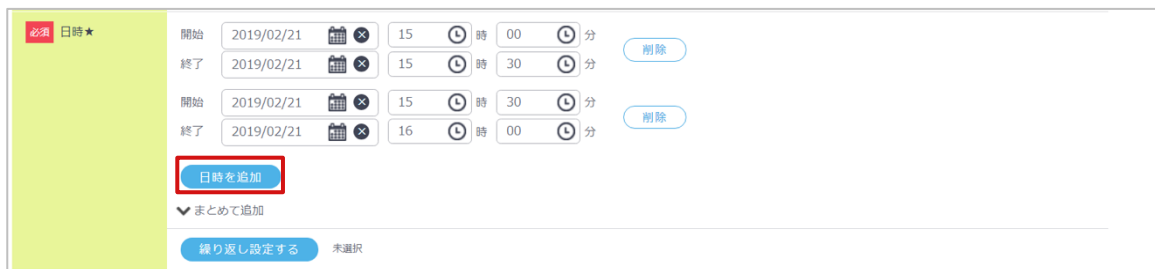 必須 日時★
開始 2019/02/21 15 時 00 分
終了 2019/02/21 15 時 30 分
削除
開始 2019/02/21 15 時 30 分
終了 2019/02/21 16 時 00 分
削除
日時を追加
まとめて追加
繰り返し設定する 未選択